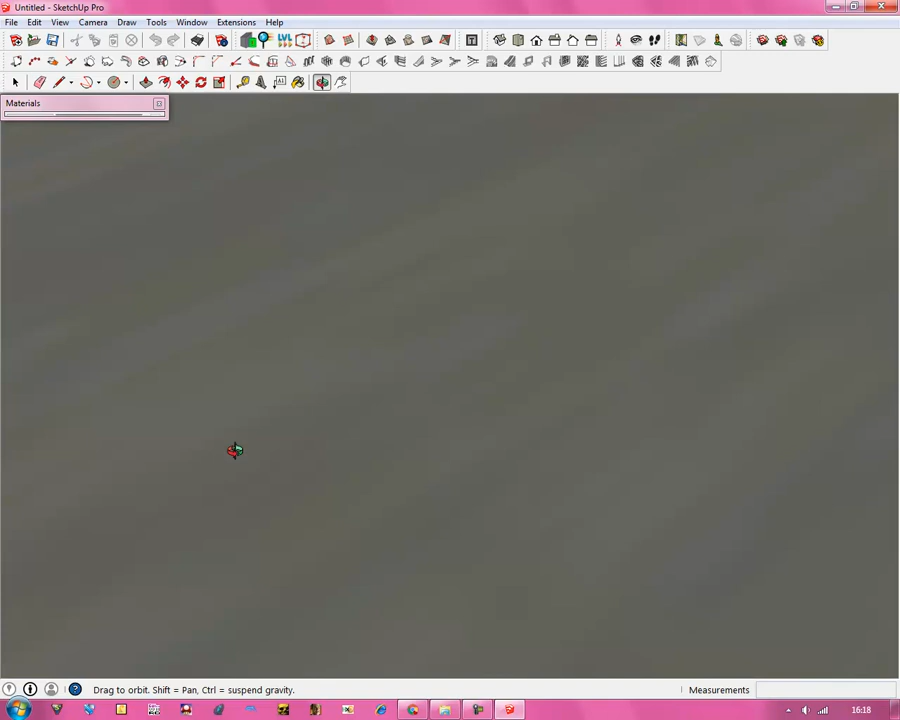 Untitled - SketchUp Pro
File Edit View Camera Draw Tools Window Extensions Help
LVL
Materials
Drag to orbit. Shift = Pan, Ctrl = suspend gravity.
Measurements
16:18